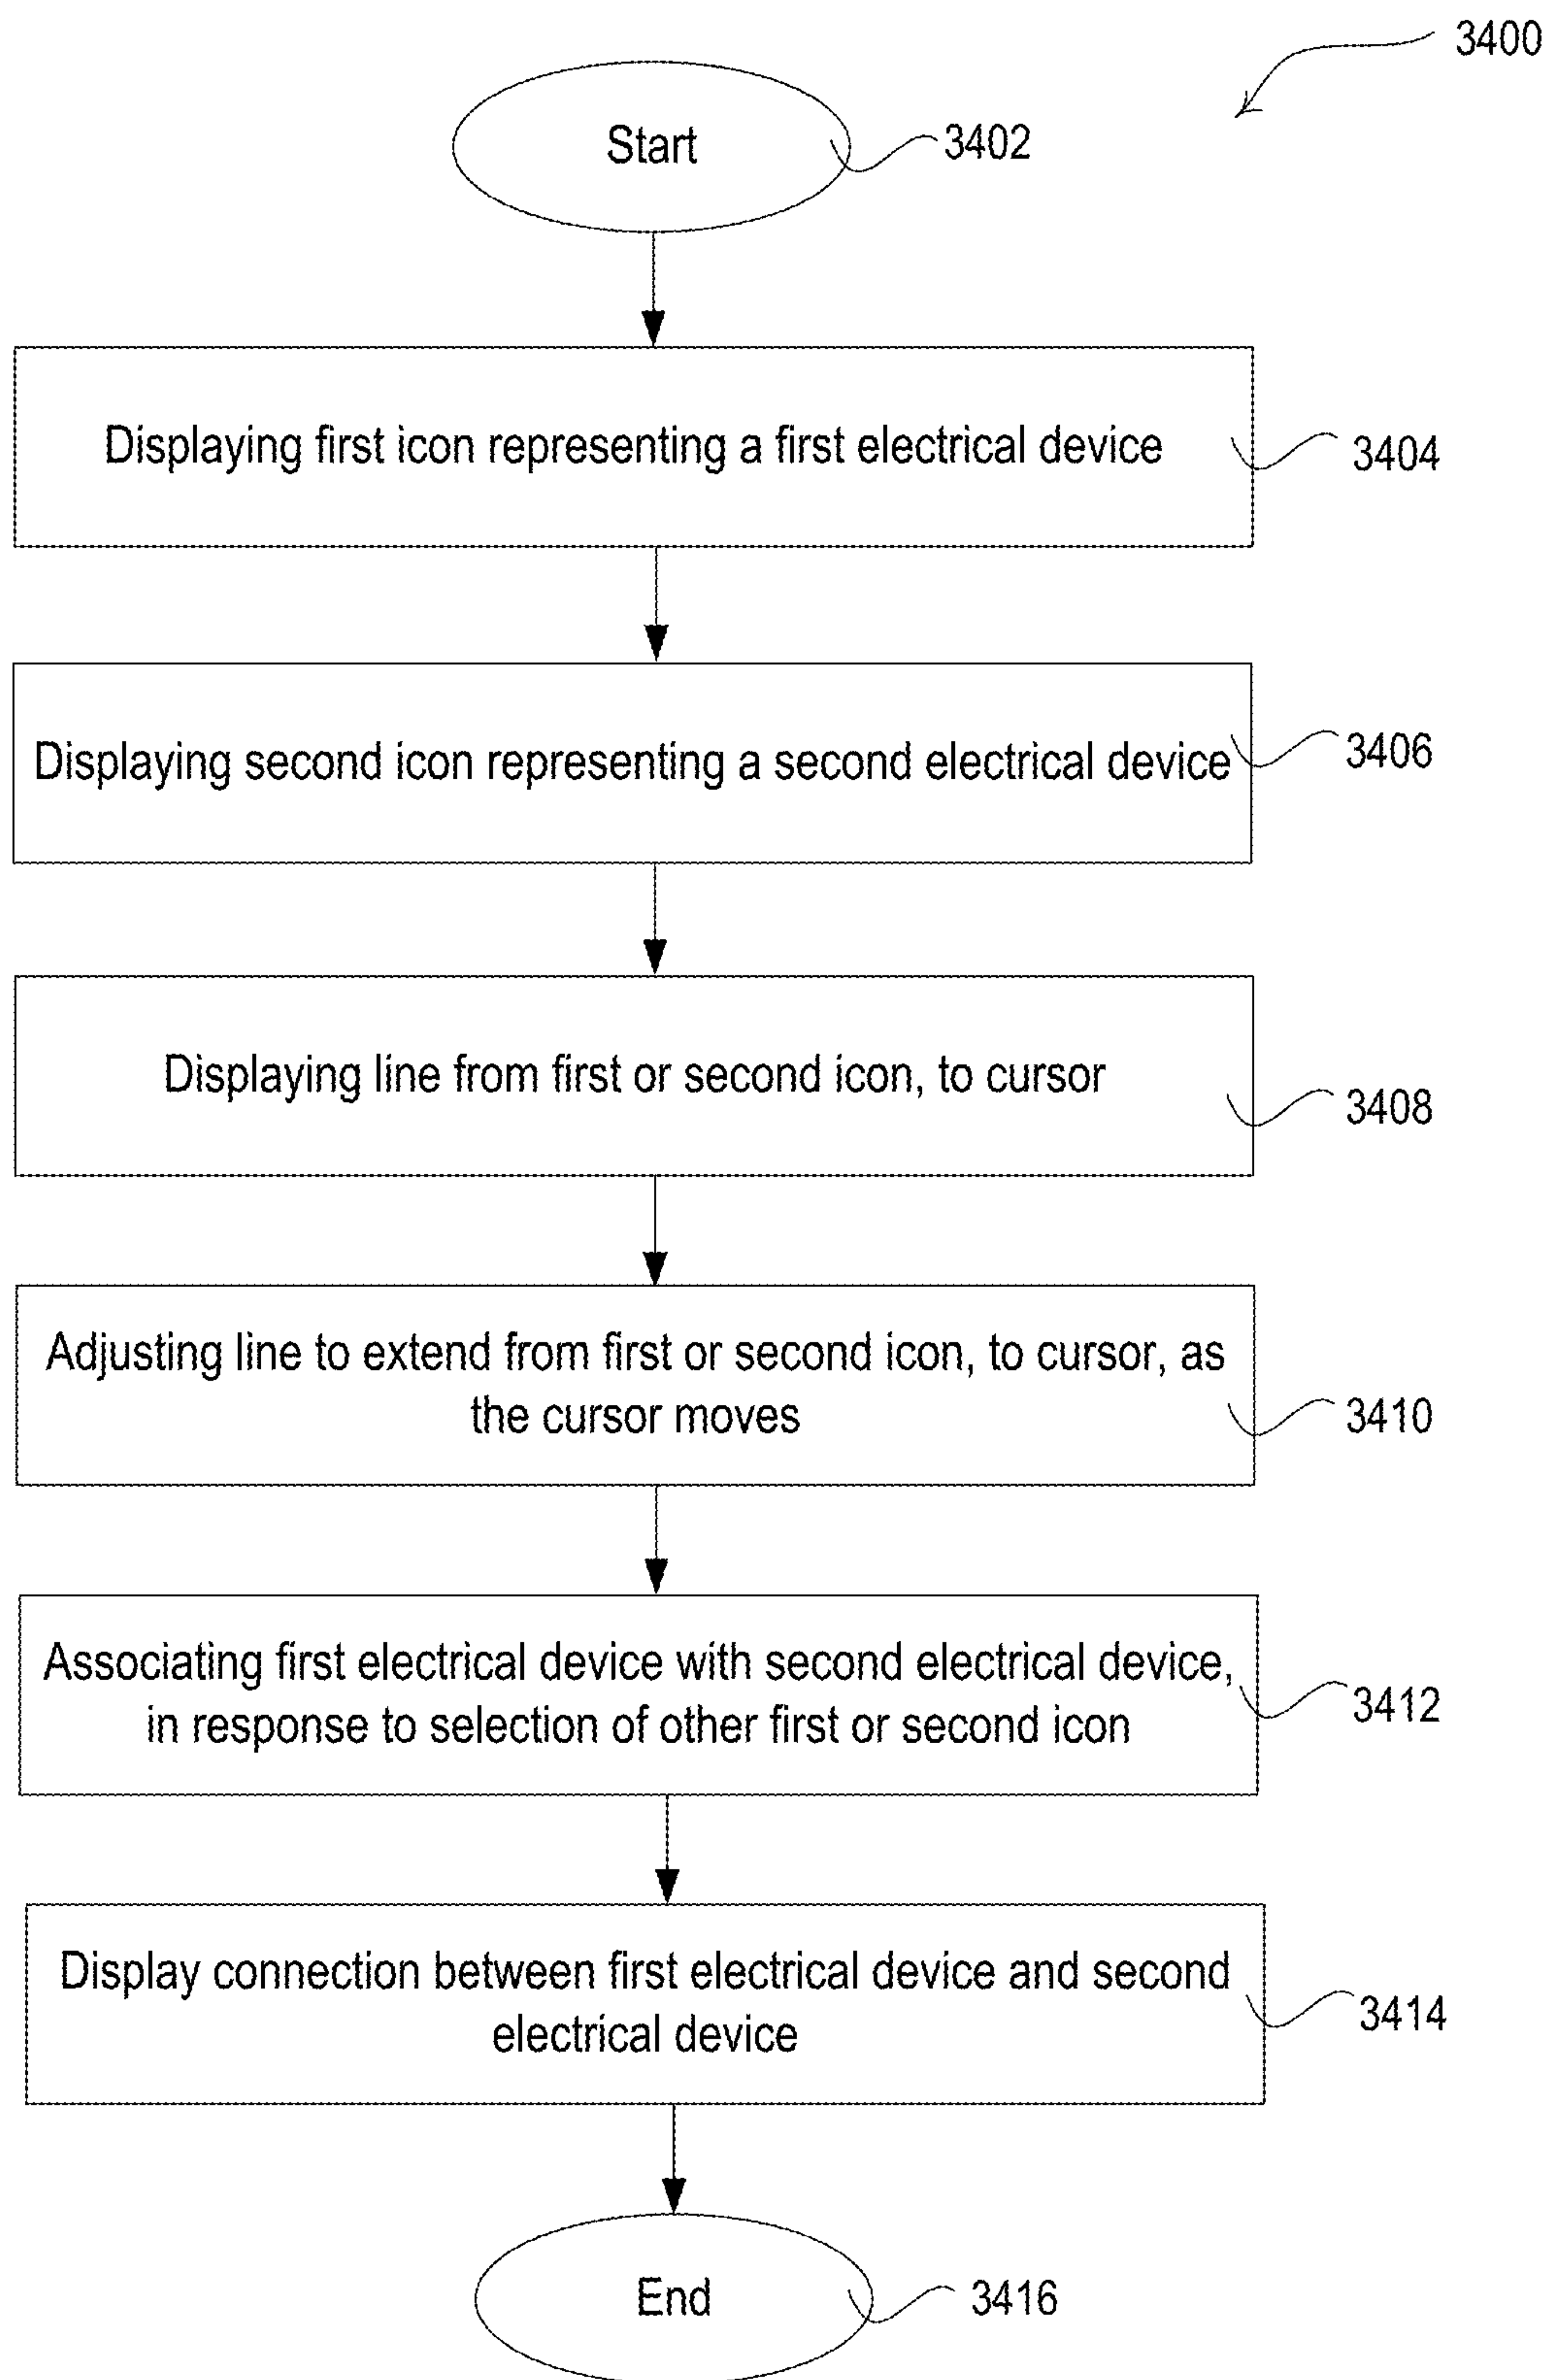 3400
Start
3402
Displaying first icon representing a first electrical device
3404
Displaying second icon representing a second electrical device
3406
Displaying line from first or second icon, to cursor
3408
Adjusting line to extend from first or second icon, to cursor, as
the cursor moves
3410
Associating first electrical device with second electrical device,
in response to selection of other first or second icon
3412
Display connection between first electrical device and second
electrical device
3414
End
3416